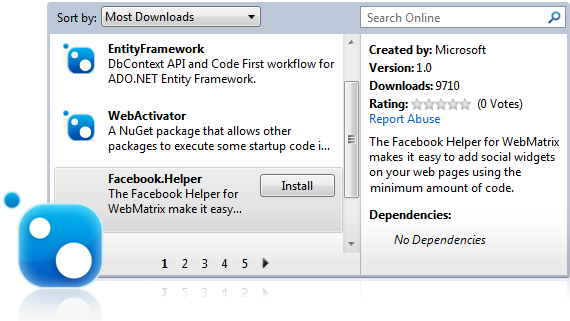 Sort by: Most Downloads
Search Online
EntityFramework
DbContext API and Code First workflow for
ADO.NET Entity Framework.
WebActivator
A NuGet package that allows other
packages to execute some startup code i...
Facebook.Helper
The Facebook Helper for
WebMatrix make it easy...
Install
1 2 3 4 5
Created by: Microsoft
Version: 1.0
Downloads: 9710
Rating: (0 Votes)
Report Abuse
The Facebook Helper for WebMatrix
makes it easy to add social widgets
on your web pages using the
minimum amount of code.
Dependencies:
No Dependencies